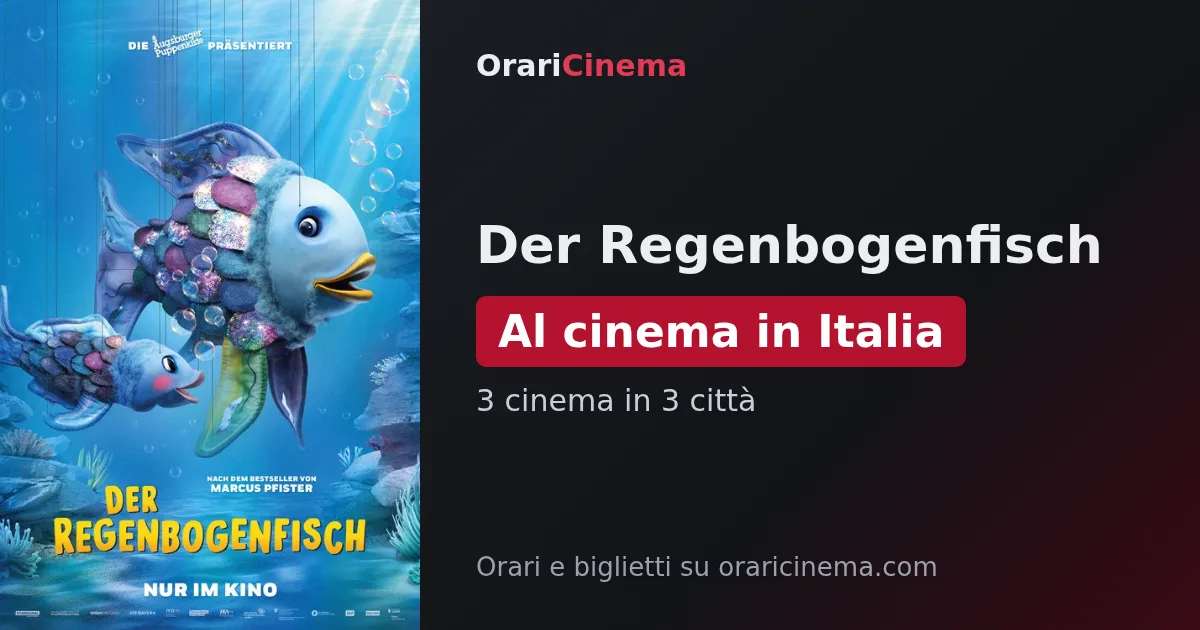 DIE Augsburger Puppenkiste PRÄSENTIERT
NACH DEM BESTSELLER VON
MARCUS PFISTER
DER
REGENBOGENFISCH
NUR IM KINO
OrariCinema
Der Regenbogenfisch
Al cinema in Italia
3 cinema in 3 città
Orari e biglietti su oraricinema.com